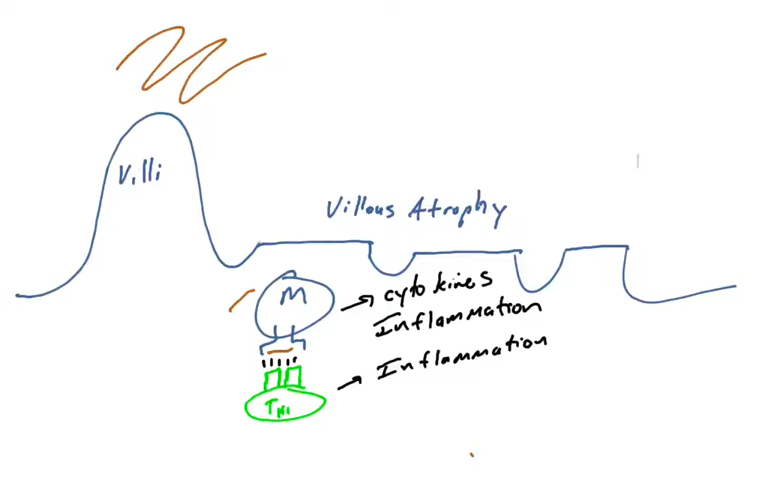 Villi
Villous Atrophy
M
cytokines
Inflammation
Inflammation
TH1